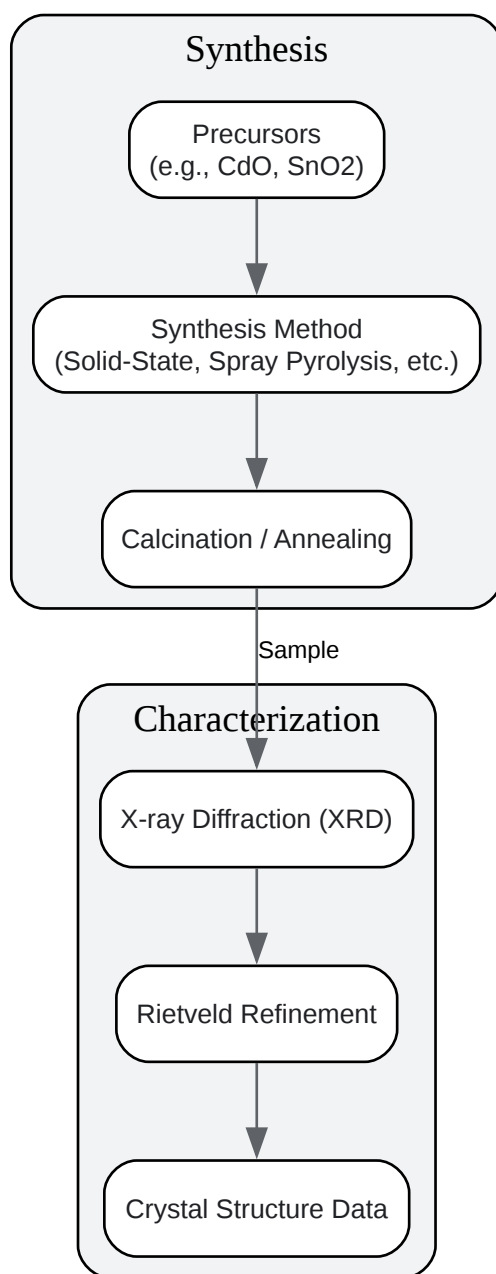 Synthesis
Precursors
(e.g., CdO, SnO2)
Synthesis Method
(Solid-State, Spray Pyrolysis, etc.)
Calcination / Annealing
Sample
Characterization
X-ray Diffraction (XRD)
Rietveld Refinement
Crystal Structure Data